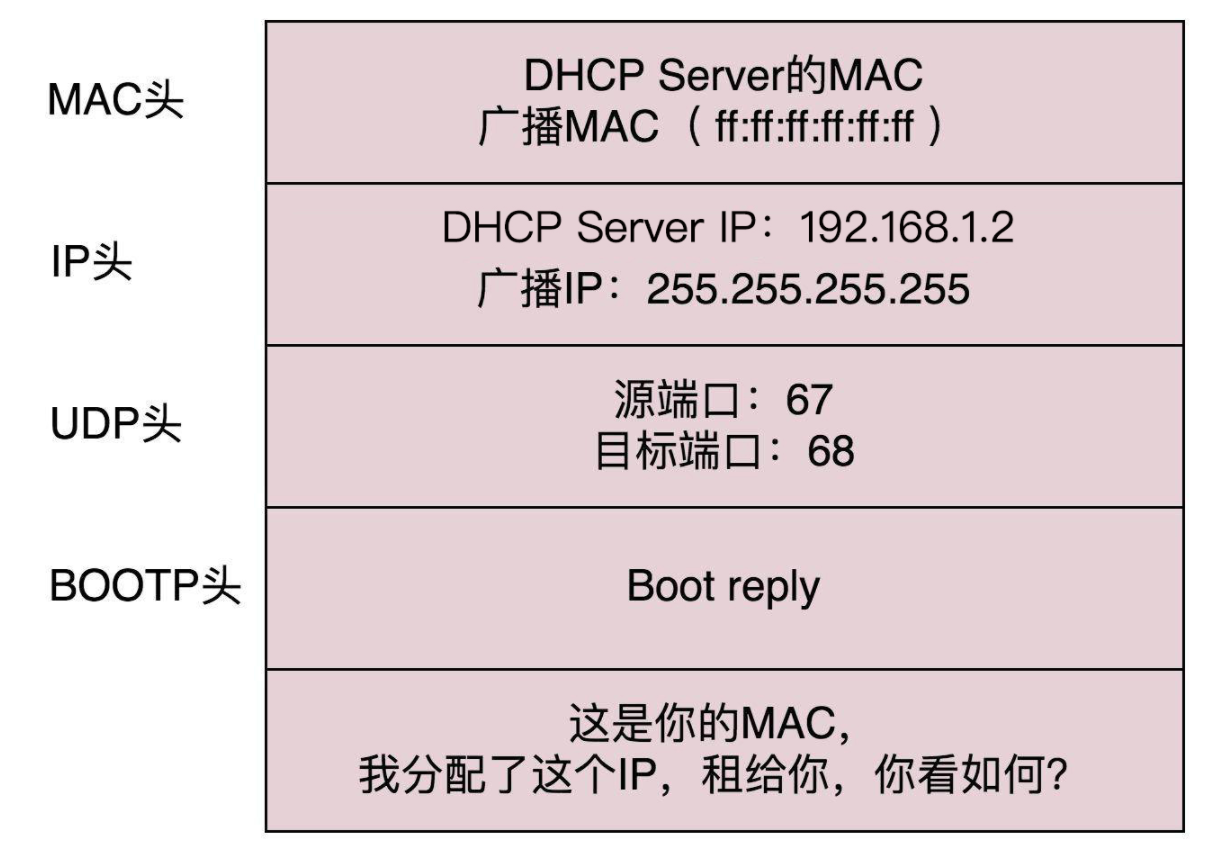 MAC头
DHCP Server的MAC
广播MAC（ff:ff:ff:ff:ff:ff）
IP头
DHCP Server IP：192.168.1.2
广播IP：255.255.255.255
UDP头
源端口：67
目标端口：68
BOOTP头
Boot reply
这是你的MAC，
我分配了这个IP，租给你，你看如何？